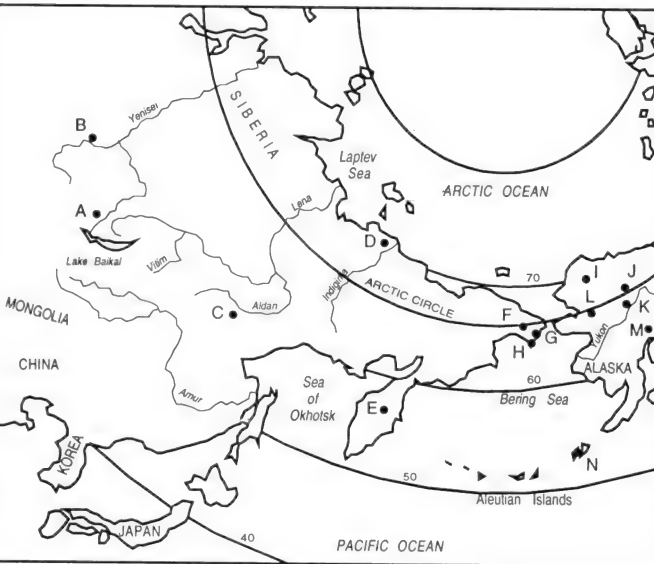 B
Yenisei
SIBERIA
Laptev
Sea
ARCTIC OCEAN
A
Lena
D
Lake Baikal
Vitim
Indigirka
70
I
J
ARCTIC CIRCLE
L
K
MONGOLIA
C
Aldan
F
G
H
Yukon
M
CHINA
ALASKA
60
Bering Sea
Amur
Sea
of
Okhotsk
E
KOREA
N
50
Aleutian Islands
JAPAN
40
PACIFIC OCEAN